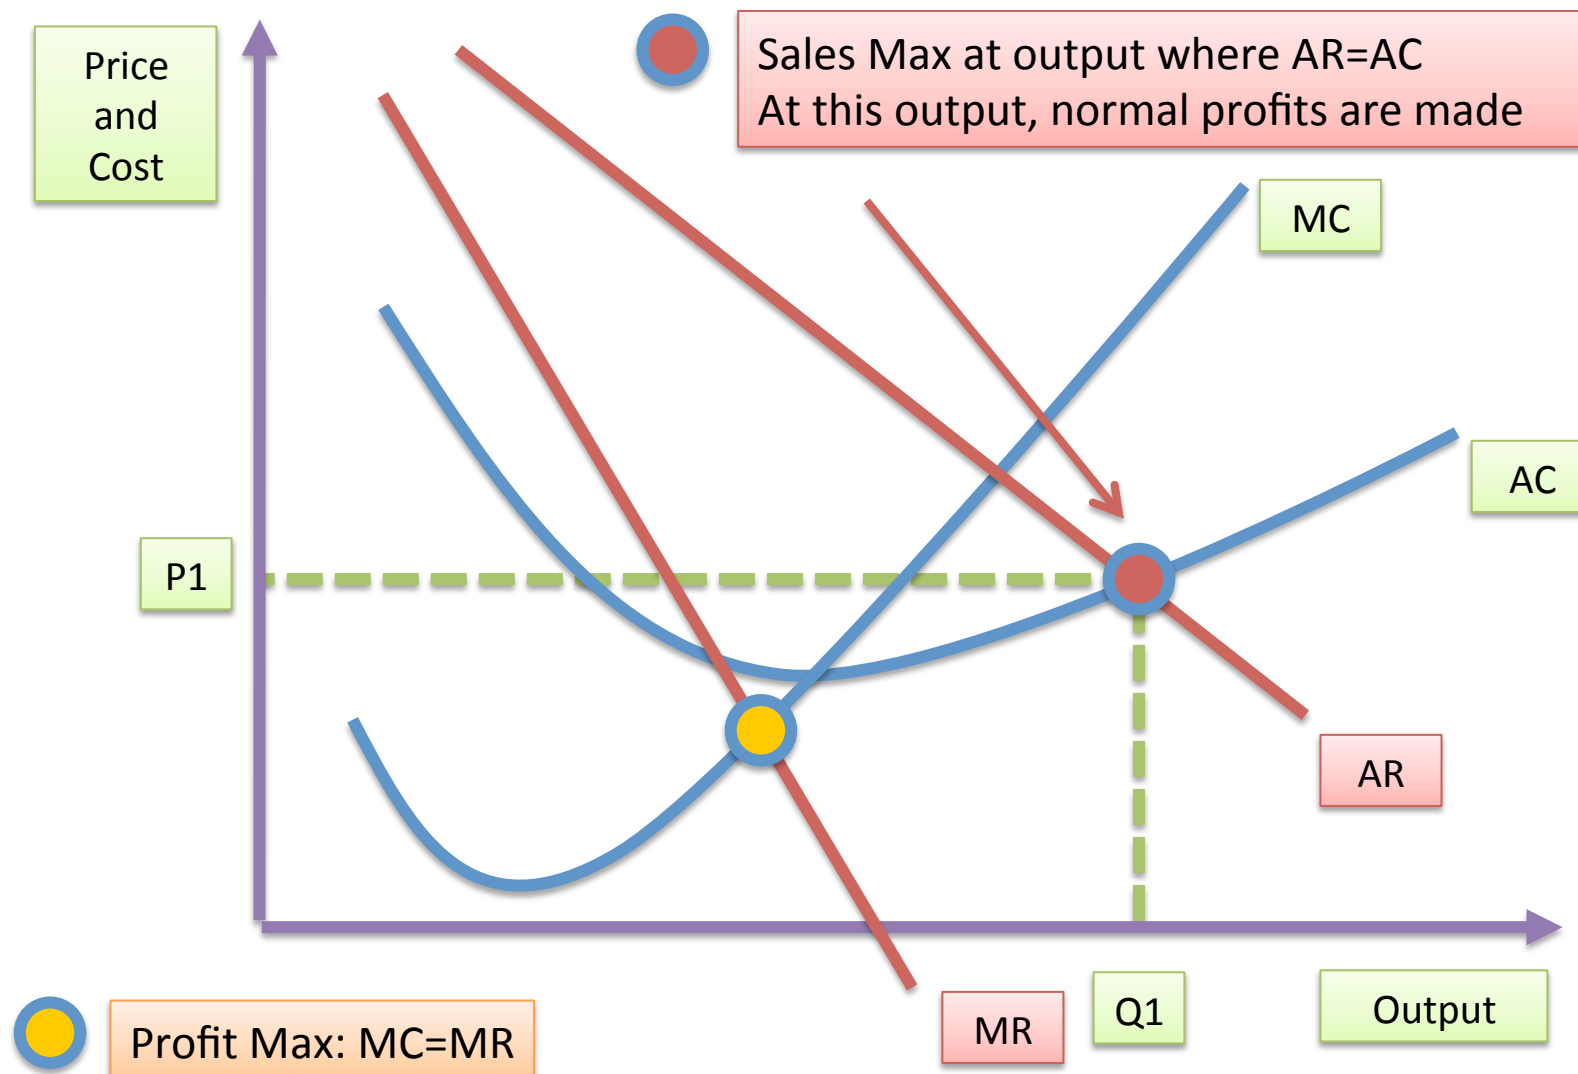 Price
and
Cost
Sales Max at output where AR=AC
At this output, normal profits are made
MC
AC
P1
AR
MR
Q1
Output
Profit Max: MC=MR